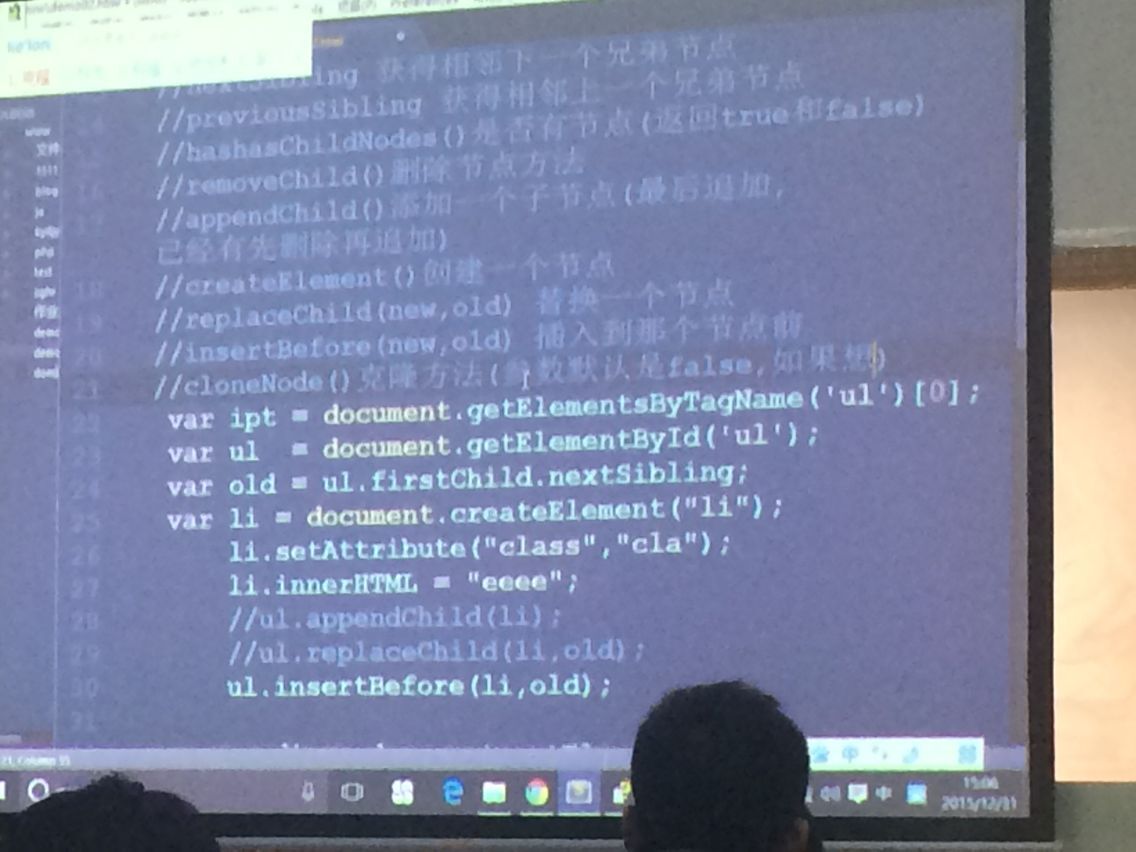 //nextSibling 获得相邻下一个兄弟节点
//previousSibling 获得相邻上一个兄弟节点
//hashasChildNodes()是否有节点(返回true和false)
//removeChild()删除节点方法
//appendChild()添加一个子节点(最后追加,
已经有先删除再追加)
//createElement()创建一个节点
//replaceChild(new,old) 替换一个节点
//insertBefore(new,old) 插入到那个节点前
//cloneNode()克隆方法(参数默认是false,如果想)
var ipt = document.getElementsByTagName('ul')[0];
var ul = document.getElementById('ul');
var old = ul.firstChild.nextSibling;
var li = document.createElement("li");
li.setAttribute("class","cla");
li.innerHTML = "eeee";
//ul.appendChild(li);
//ul.replaceChild(li,old);
ul.insertBefore(li,old);
15:06
2015/12/31